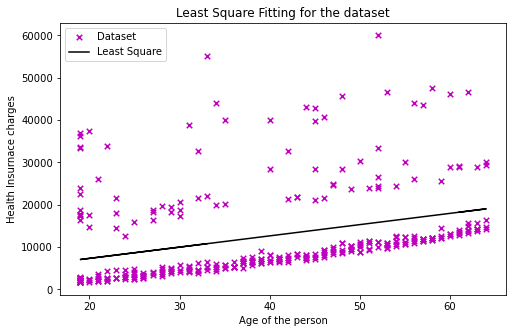 Least Square Fitting for the dataset
Dataset
Least Square
Health Insurnace charges
60000
50000
40000
30000
20000
10000
0
20
30
40
50
60
Age of the person